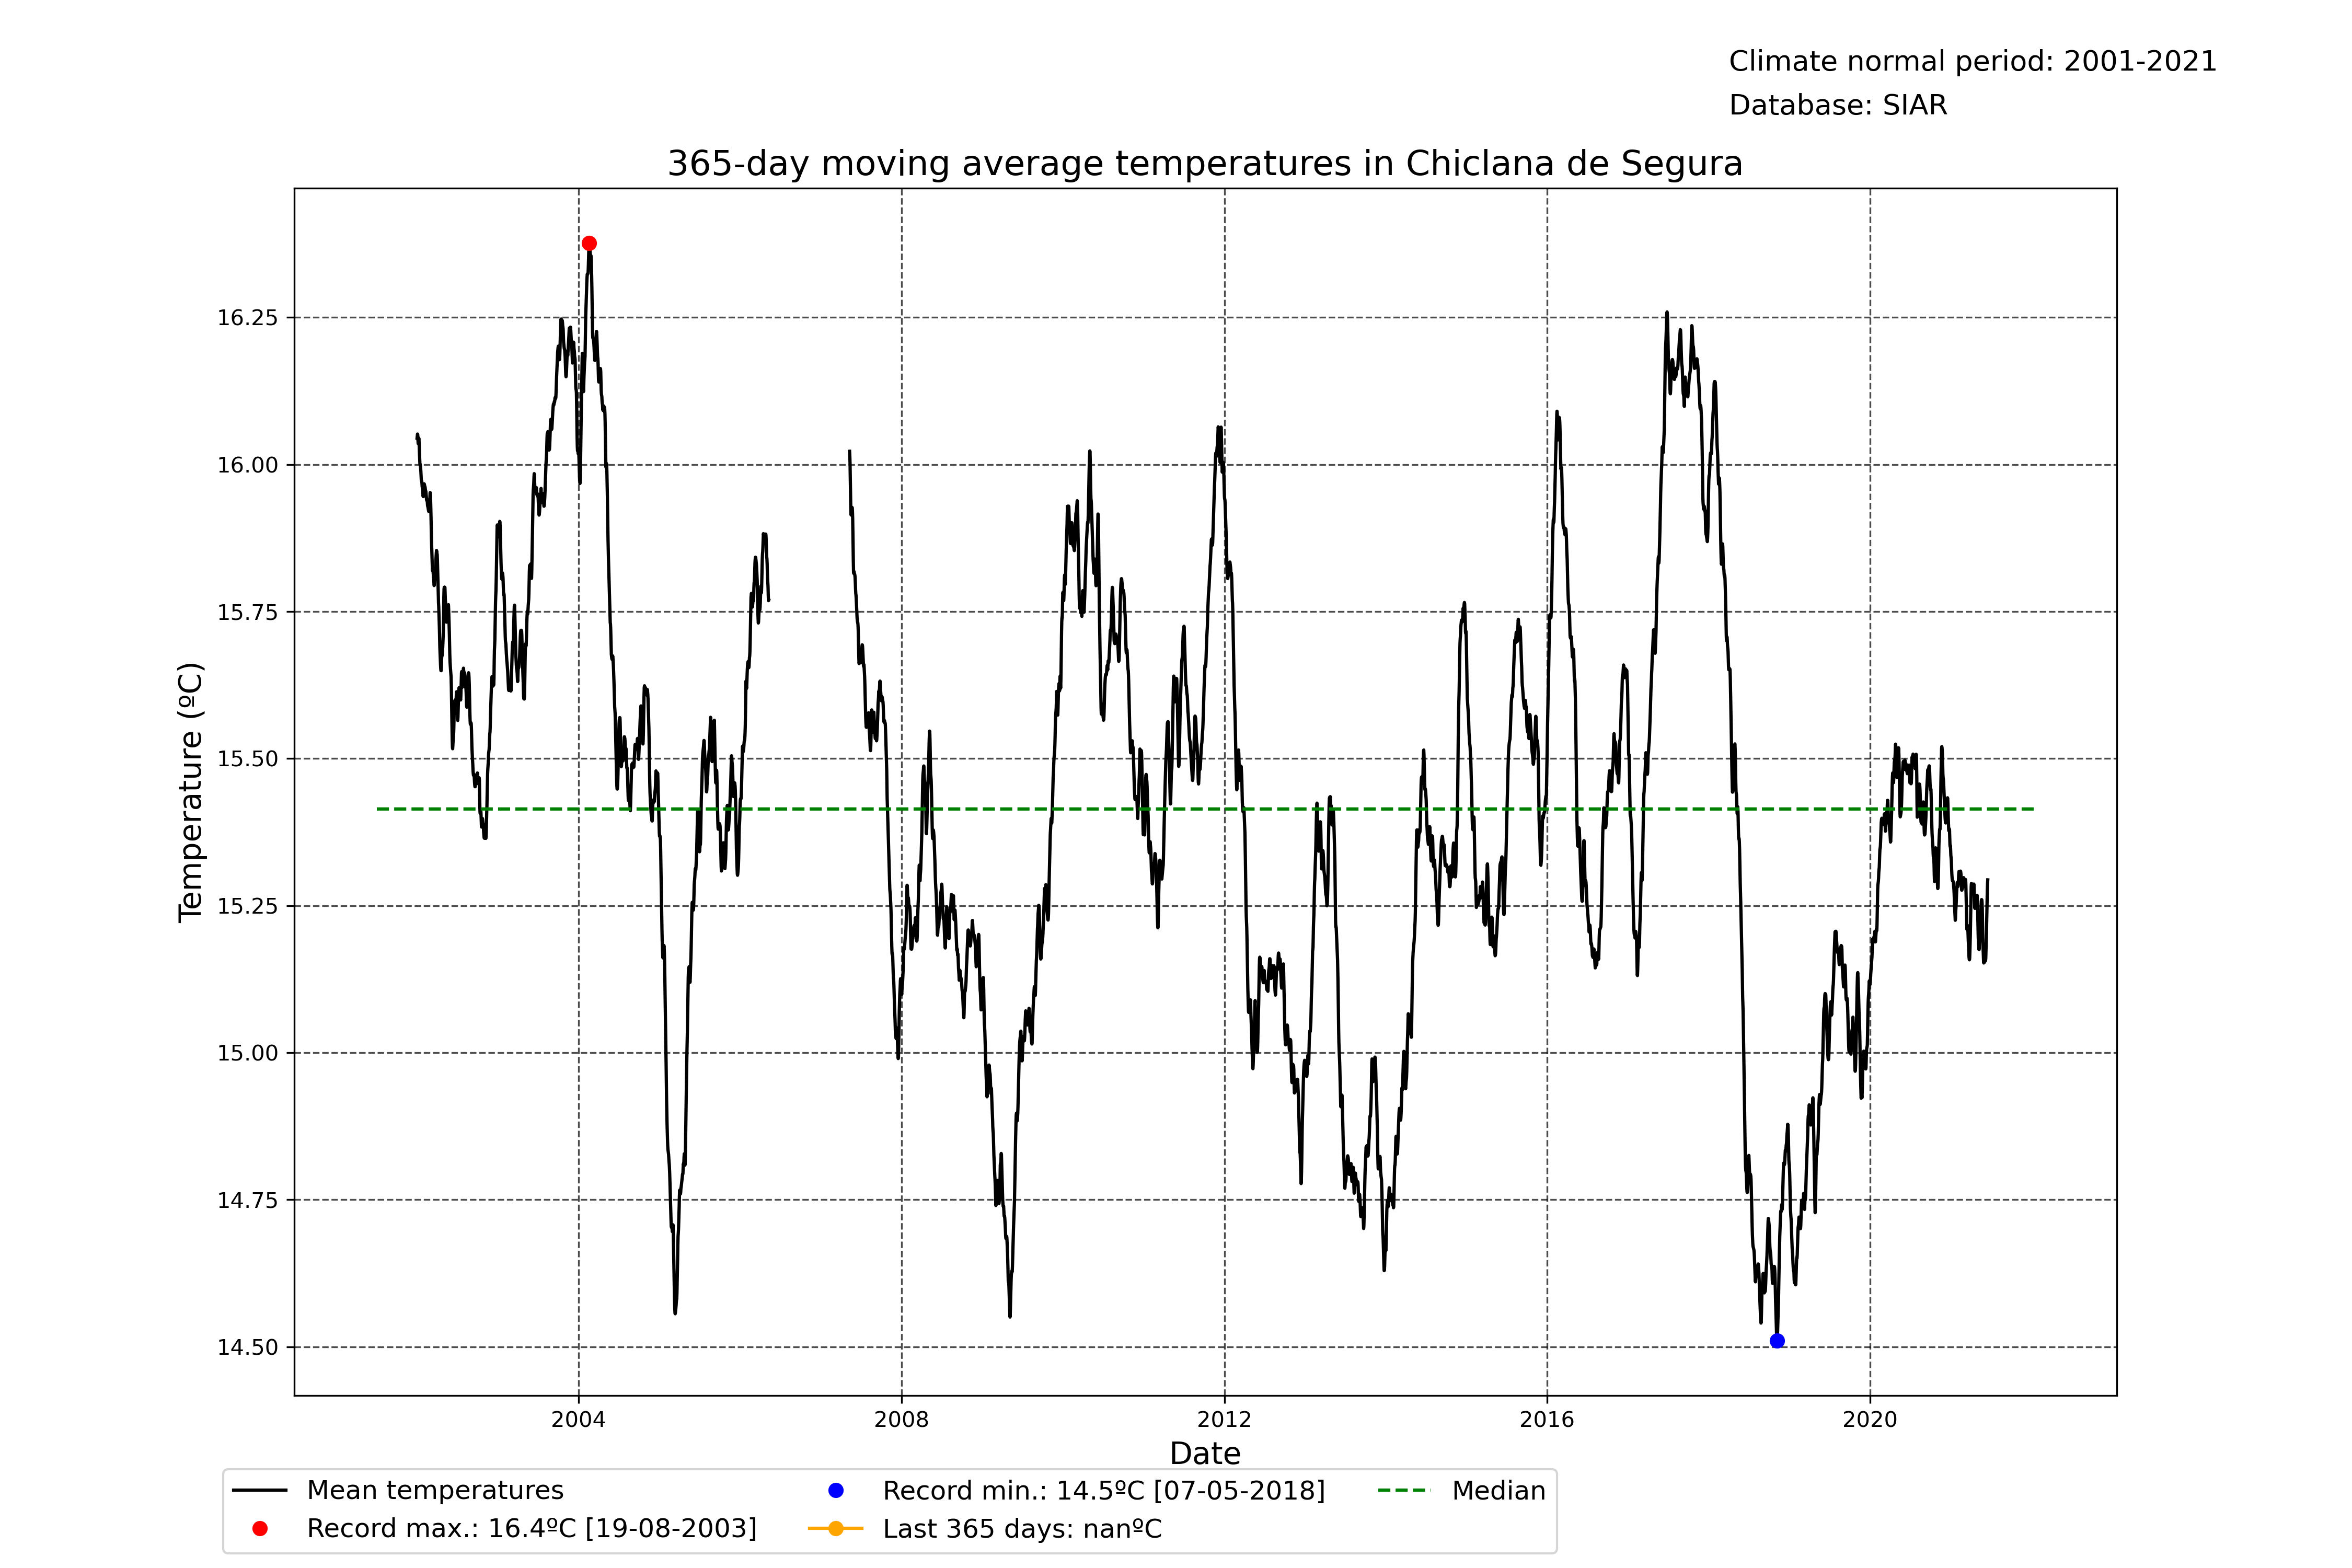 Climate normal period: 2001-2021
Database: SIAR
365-day moving average temperatures in Chiclana de Segura
Temperature (ºC)
16.25
16.00
15.75
15.50
15.25
15.00
14.75
14.50
2004 2008 2012 2016 2020
Date
Mean temperatures
Record max.: 16.4ºC [19-08-2003]
Record min.: 14.5ºC [07-05-2018]
Last 365 days: nanºC
Median